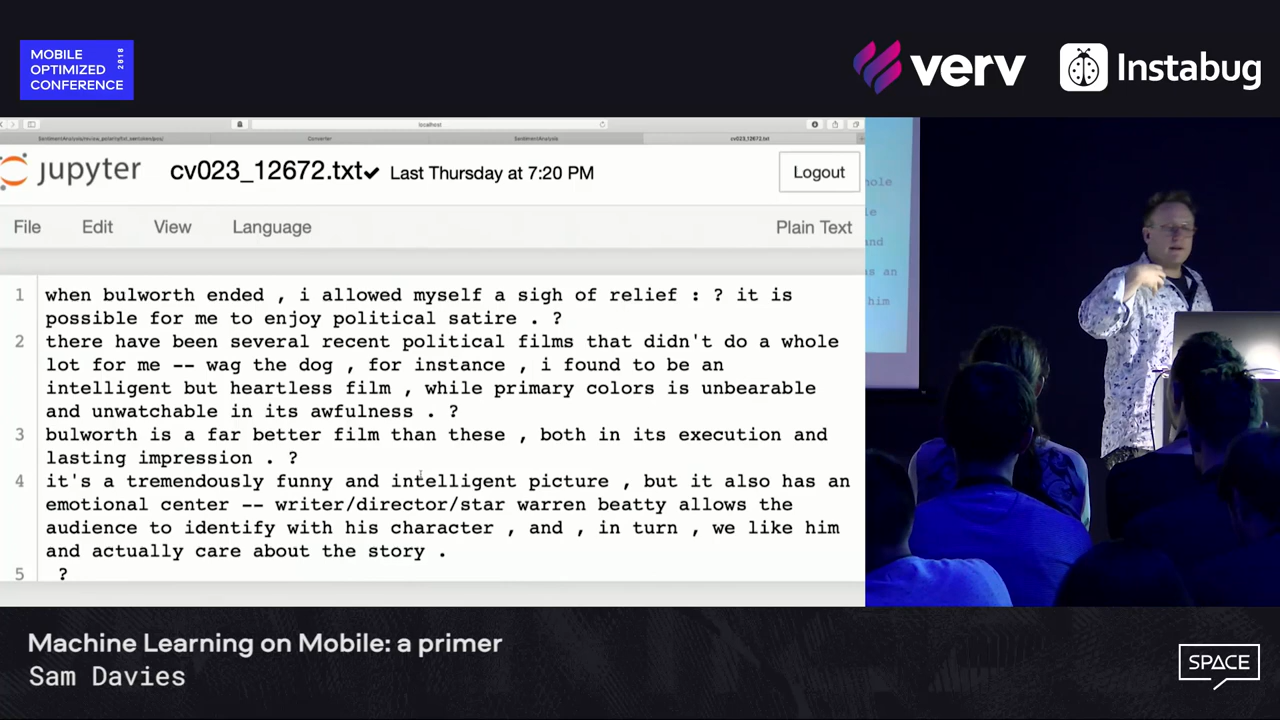 MOBILE
OPTIMIZED
CONFERENCE
2018
verv
Instabug
localhost
Converter
SentimentAnalysis
cv023_12672.txt
jupyter
cv023_12672.txt✔ Last Thursday at 7:20 PM
Logout
File Edit View Language
Plain Text
1 when bulworth ended , i allowed myself a sigh of relief : ? it is
possible for me to enjoy political satire . ?
2 there have been several recent political films that didn't do a whole
lot for me -- wag the dog , for instance , i found to be an
intelligent but heartless film , while primary colors is unbearable
and unwatchable in its awfulness . ?
3 bulworth is a far better film than these , both in its execution and
lasting impression . ?
4 it's a tremendously funny and intelligent picture , but it also has an
emotional center -- writer/director/star warren beatty allows the
audience to identify with his character , and , in turn , we like him
and actually care about the story .
5 ?
Machine Learning on Mobile: a primer
Sam Davies
SPACE